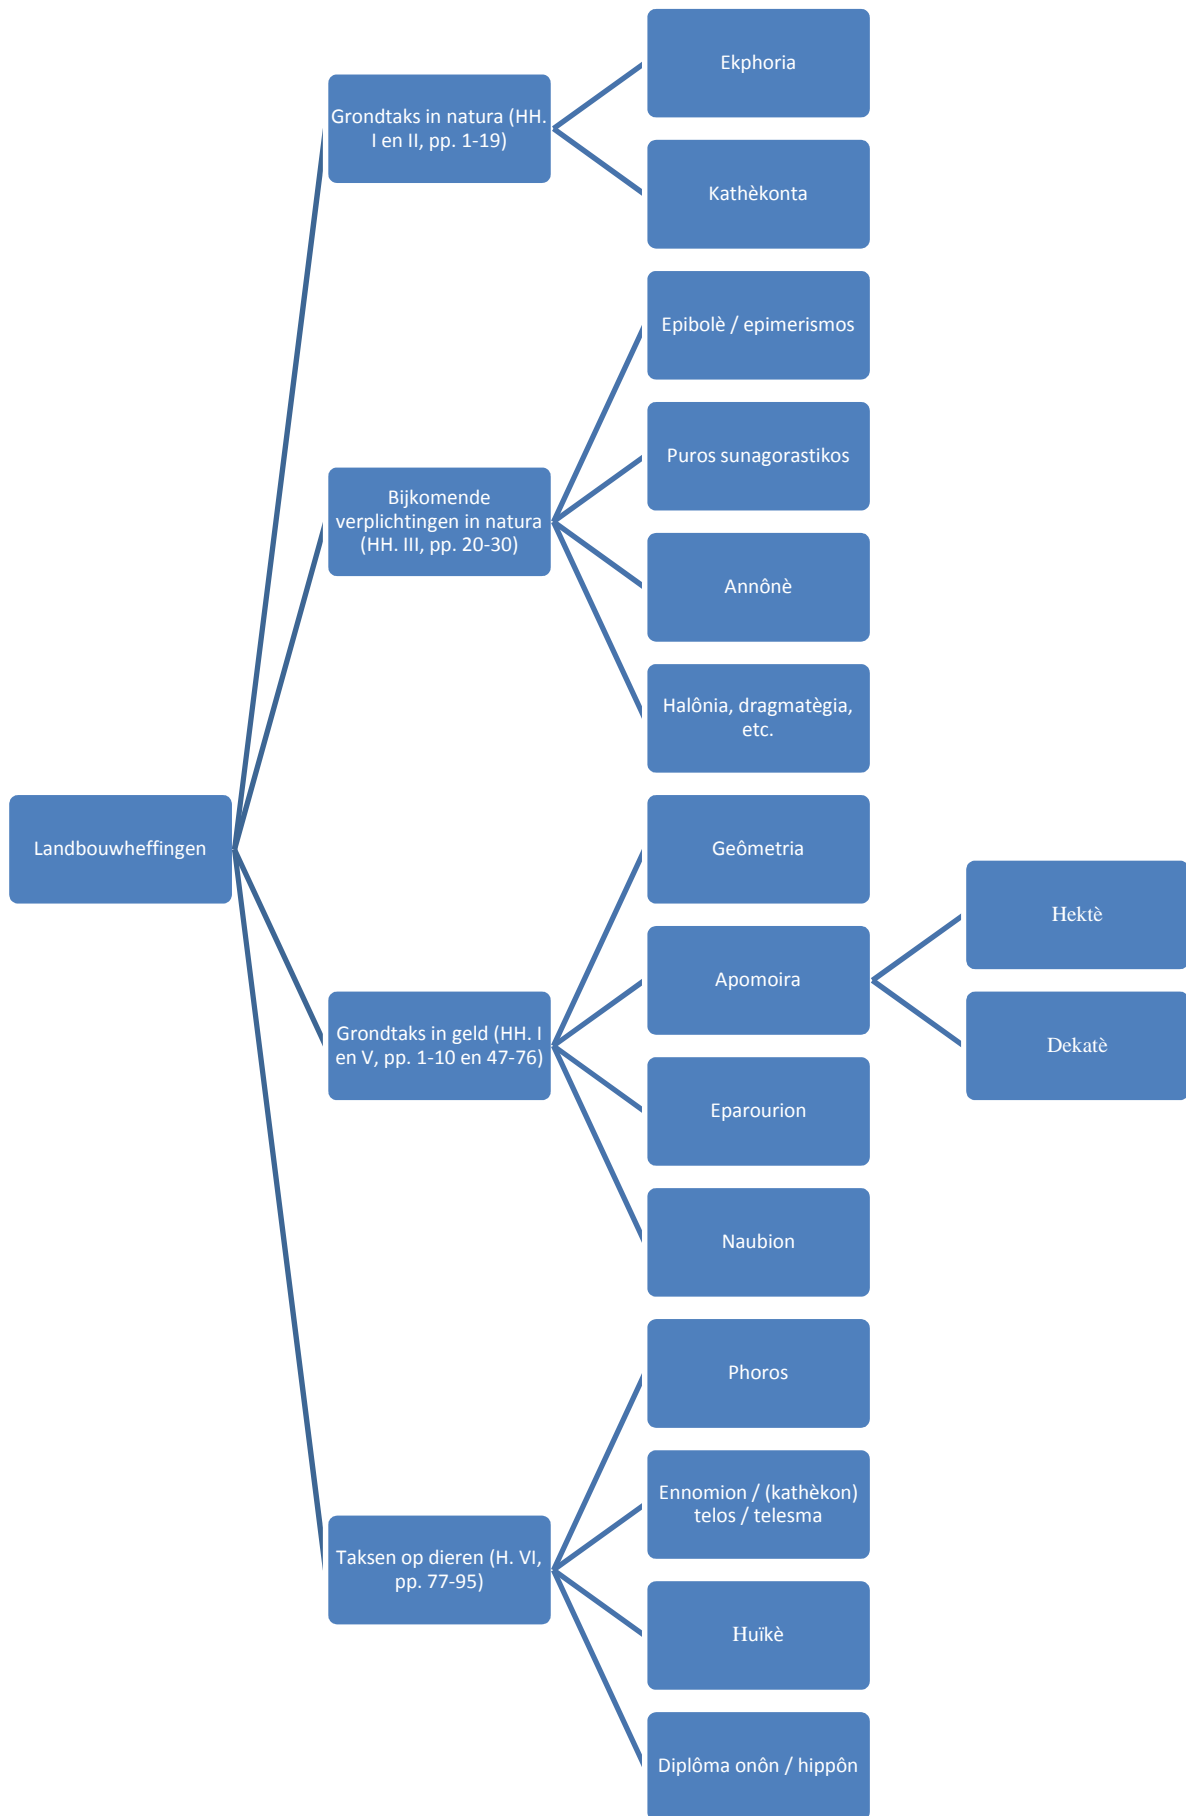 Landbouwheffingen
Grondtaks in natura (HH.
I en II, pp. 1-19)
Ekphoria
Kathèkonta
Bijkomende
verplichtingen in natura
(HH. III, pp. 20-30)
Epibolè / epimerismos
Puros sunagorastikos
Annônè
Halônia, dragmatègia,
etc.
Grondtaks in geld (HH. I
en V, pp. 1-10 en 47-76)
Geômetria
Apomoira
Hektè
Dekatè
Eparourion
Naubion
Taksen op dieren (H. VI,
pp. 77-95)
Phoros
Ennomion / (kathèkon)
telos / telesma
Huïkè
Diplôma onôn / hippôn